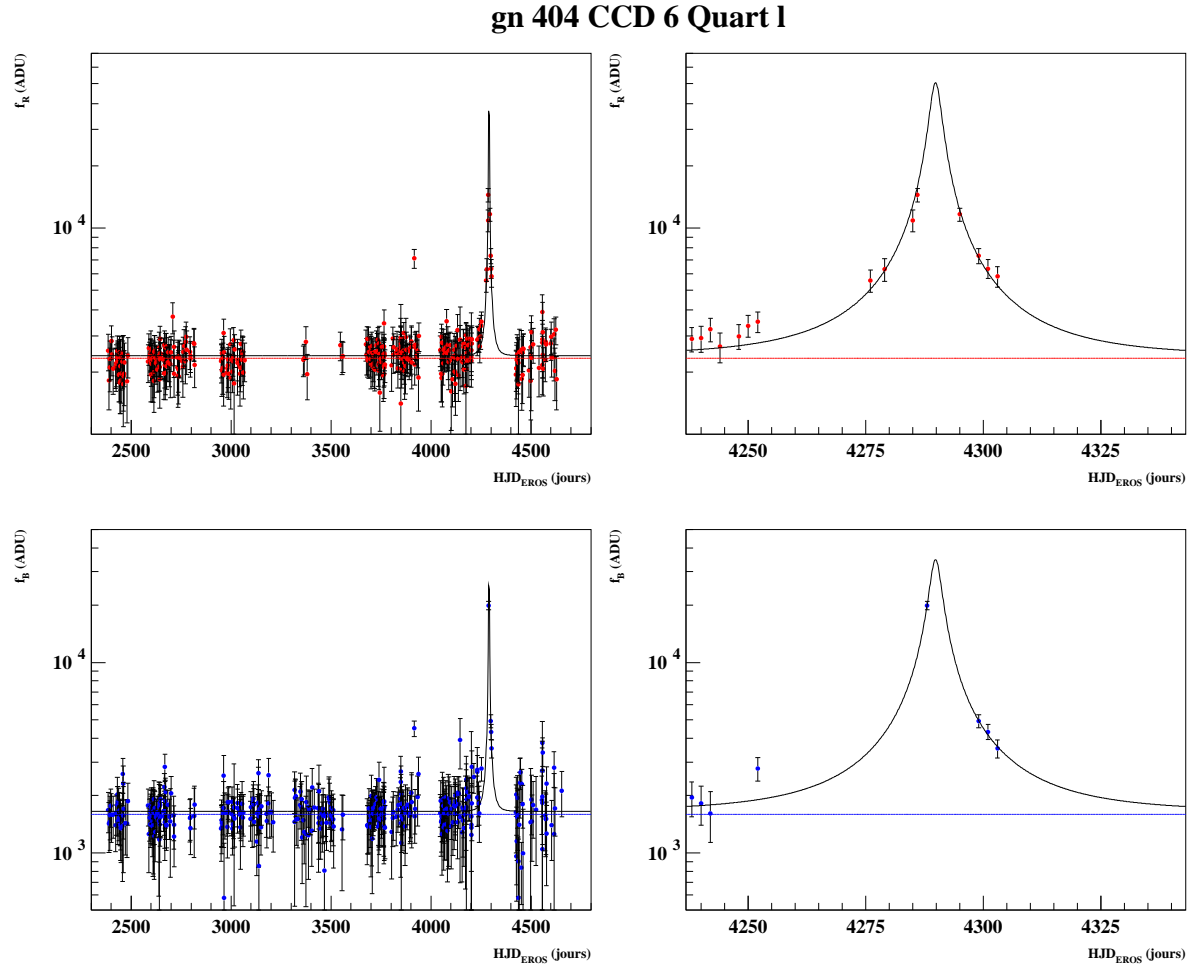 gn 404 CCD 6 Quart l
f_R (ADU)
10^4
2500 3000 3500 4000 4500
HJD_EROS (jours)
f_R (ADU)
10^4
4250 4275 4300 4325
HJD_EROS (jours)
f_B (ADU)
10^4
10^3
2500 3000 3500 4000 4500
HJD_EROS (jours)
f_B (ADU)
10^4
10^3
4250 4275 4300 4325
HJD_EROS (jours)